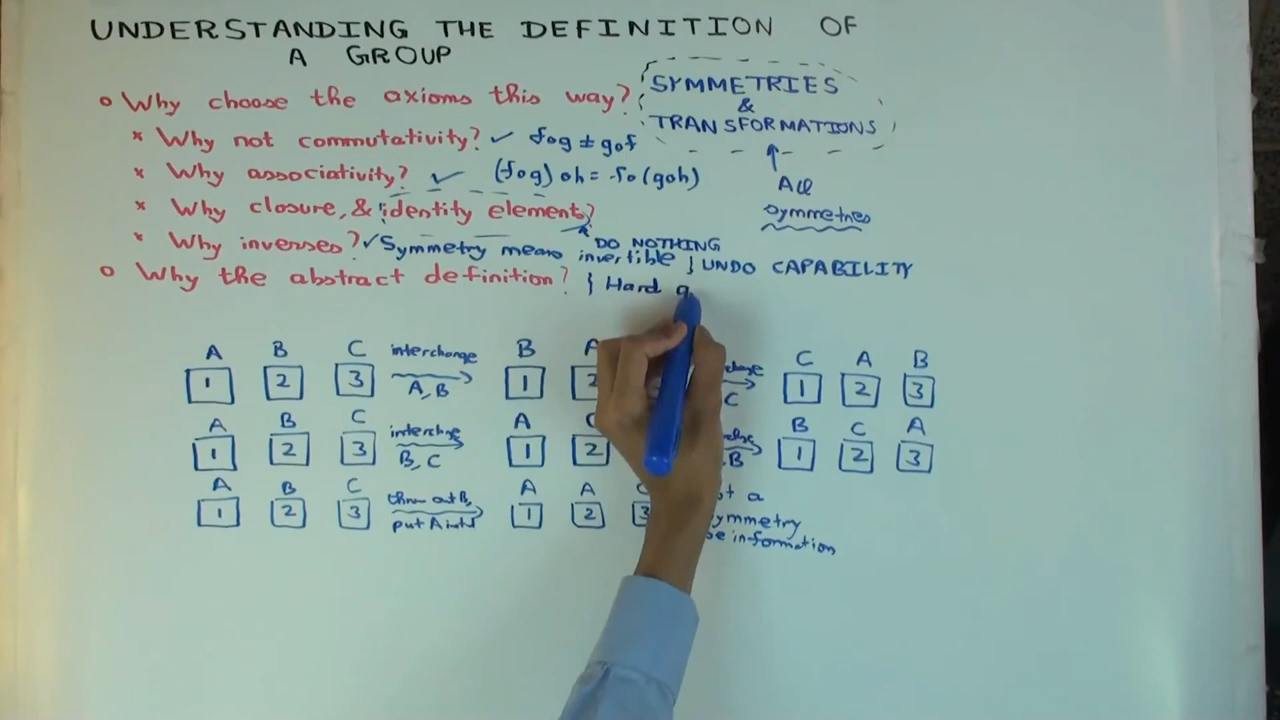 UNDERSTANDING THE DEFINITION OF
A GROUP
o Why choose the axioms this way?
SYMMETRIES
&
TRANSFORMATIONS
* Why not commutativity? ✓ fog ≠ gof
* Why associativity? ✓ (fog) oh = fo (goh)
All
symmetries
* Why closure, & identity element?
DO NOTHING
* Why inverses? ✓ Symmetry means invertible } UNDO CAPABILITY
o Why the abstract definition? } Hard
A B C interchange B A C A B
1 2 3 A, B 1 2 C 1 2 3
A B C interchnge A B C A
1 2 3 B, C 1 2 B 1 2 3
A B C throw out B, A A a
1 2 3 put A into 1 2 3 symmetry
information